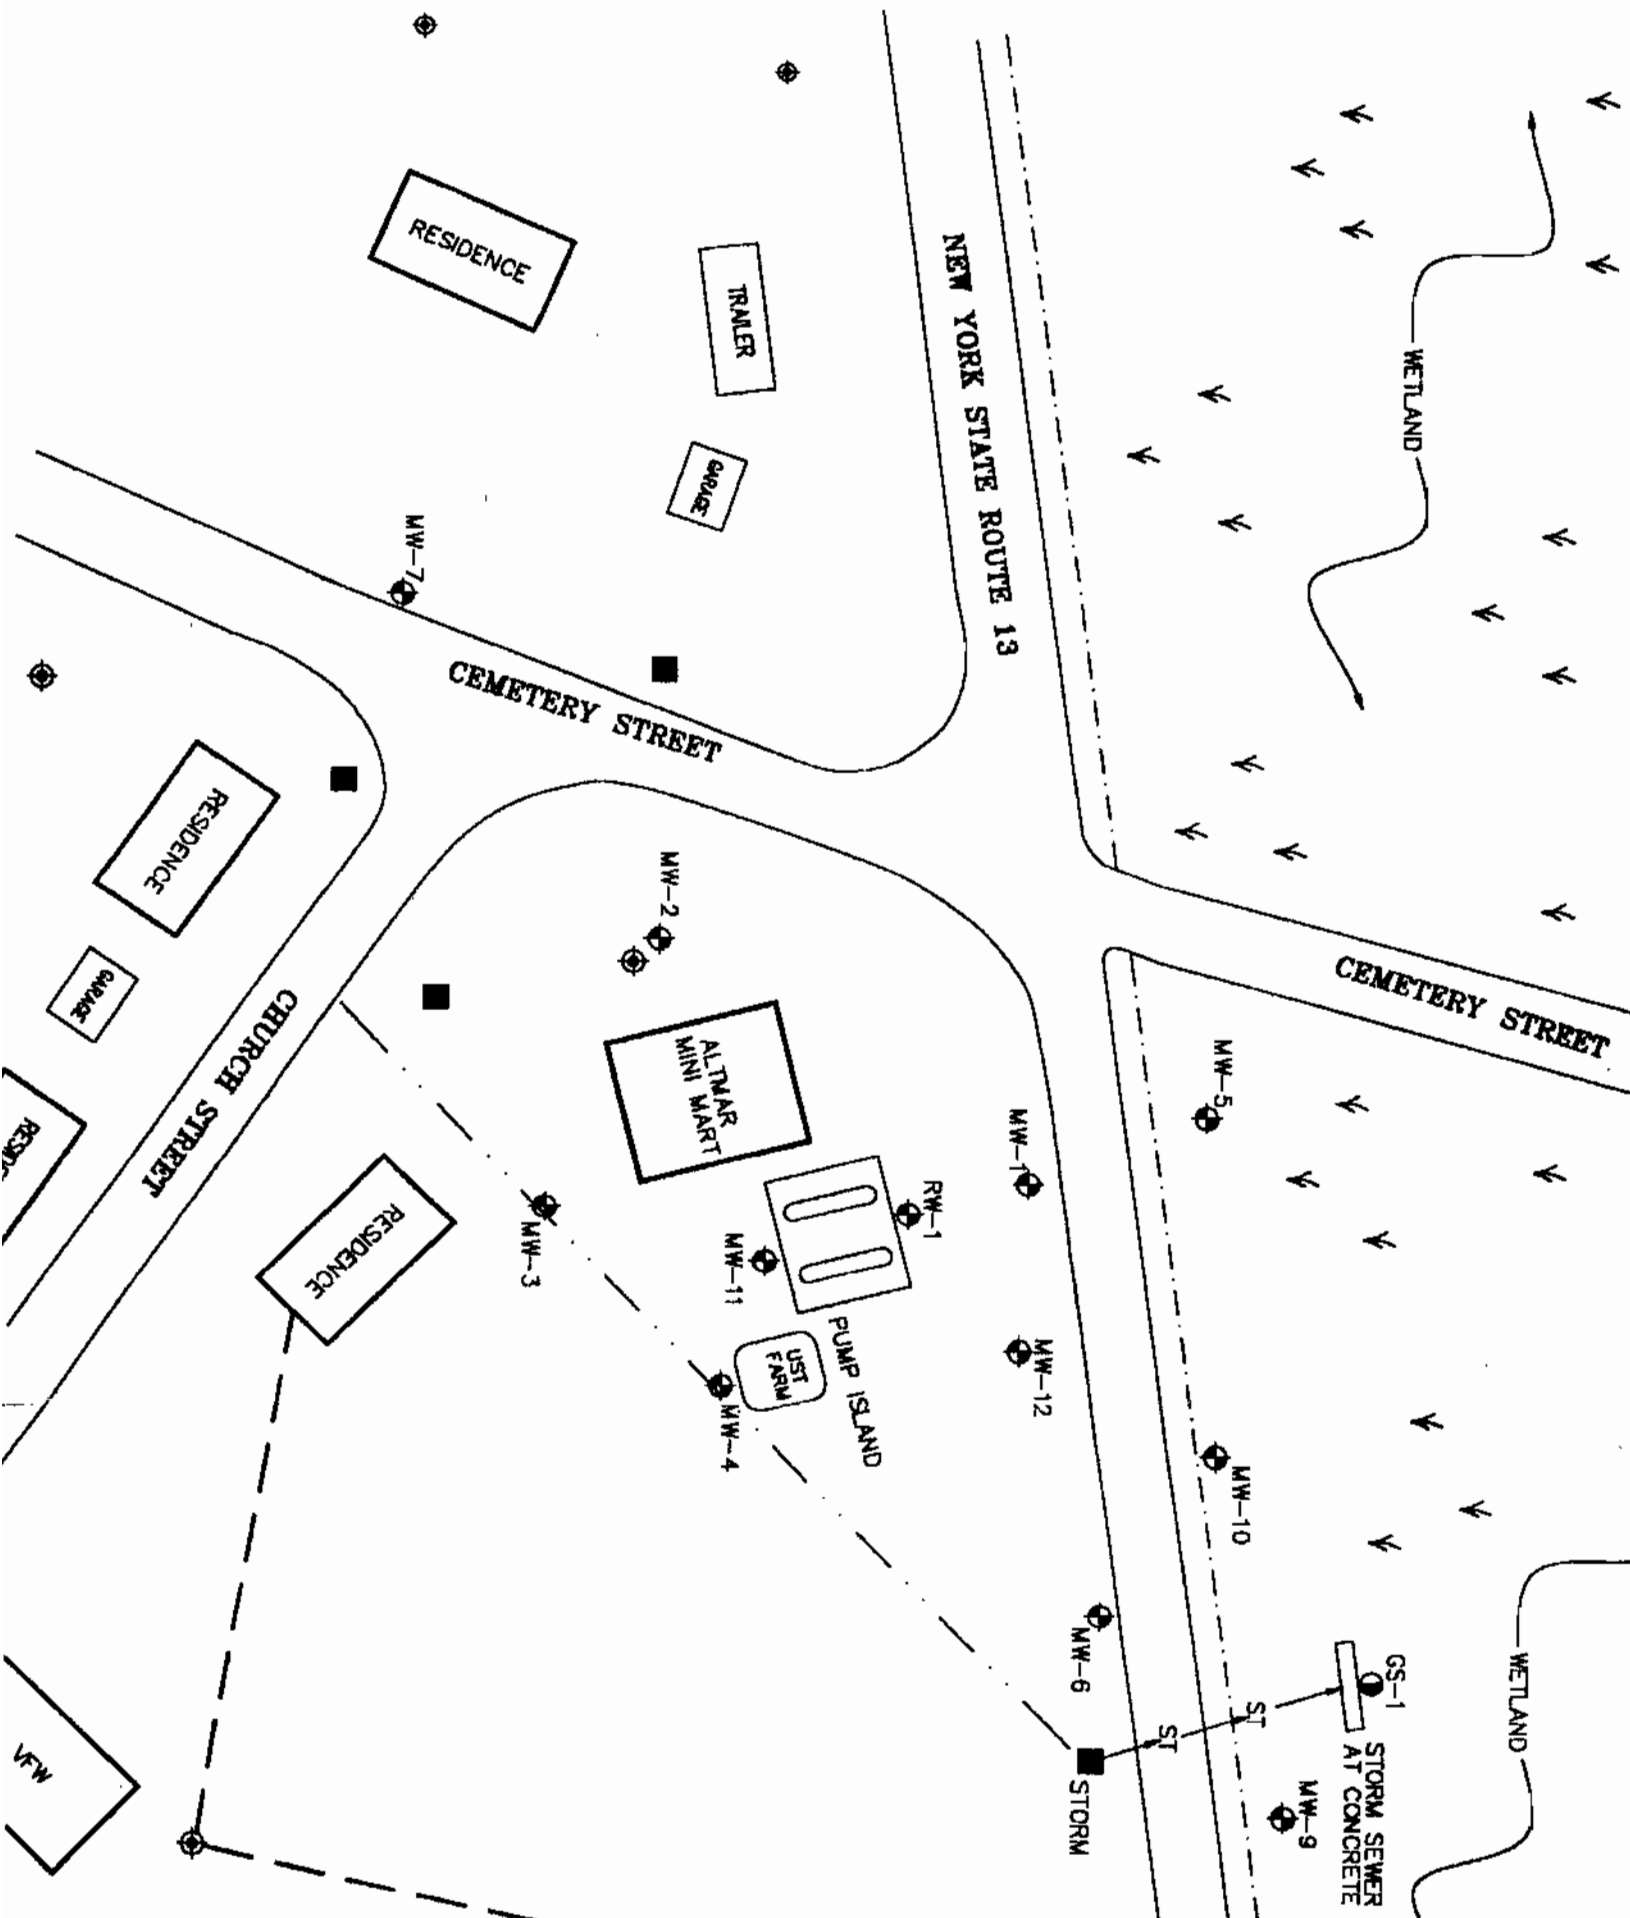 RESIDENCE
TRAILER
GARAGE
NEW YORK STATE ROUTE 13
WETLAND
MW-7
CEMETERY STREET
RESIDENCE
GARAGE
CHURCH STREET
MW-2
ALTMAR
MINI MART
CEMETERY STREET
MW-5
MW-1
RW-1
MW-11
MW-3
RESIDENCE
UST
FARM
PUMP ISLAND
MW-4
MW-12
MW-10
MW-6
GS-1
ST
ST
STORM
STORM SEWER
AT CONCRETE
MW-9
WETLAND
VFW